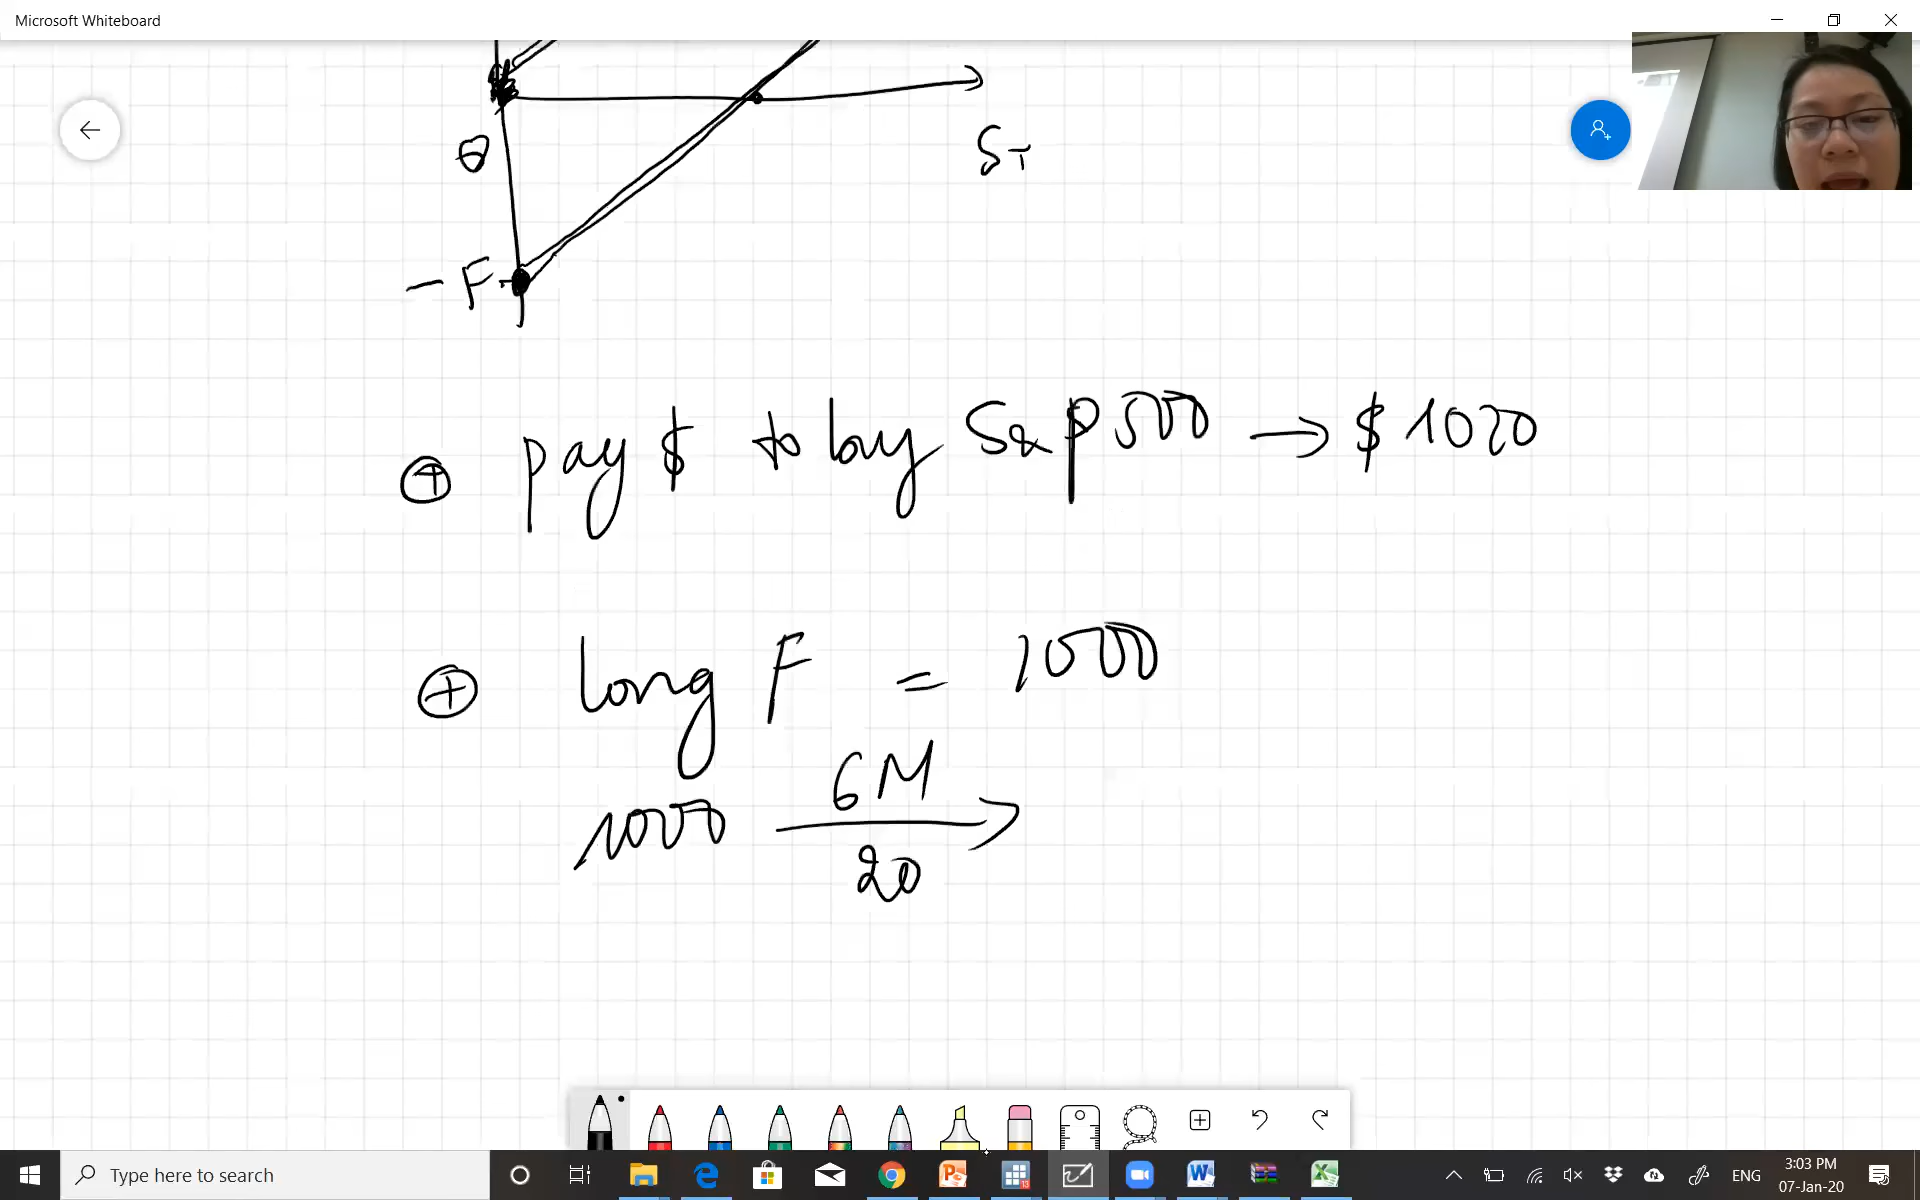 Microsoft Whiteboard
0
S_T
- F
⊕ pay $ to buy S&P500 → $1020
⊕ long F = 1000
6M
1000 →
20
Type here to search
ENG
3:03 PM
07-Jan-20